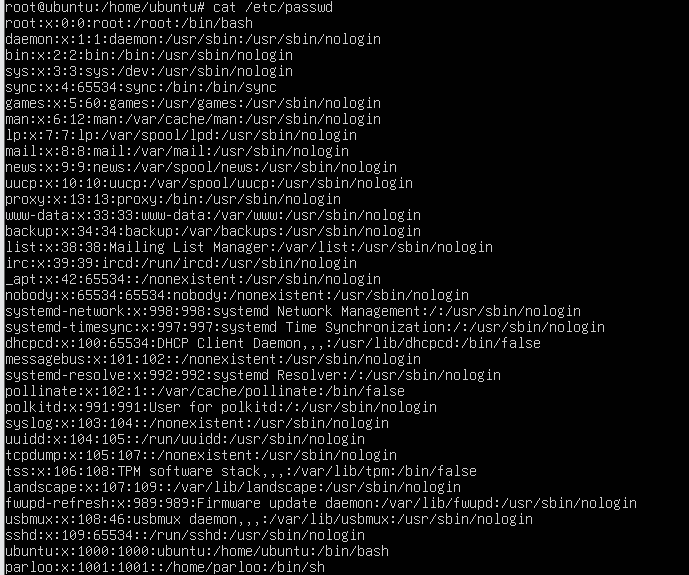 root@ubuntu:/home/ubuntu# cat /etc/passwd
root:x:0:0:root:/root:/bin/bash
daemon:x:1:1:daemon:/usr/sbin:/usr/sbin/nologin
bin:x:2:2:bin:/bin:/usr/sbin/nologin
sys:x:3:3:sys:/dev:/usr/sbin/nologin
sync:x:4:65534:sync:/bin:/bin/sync
games:x:5:60:games:/usr/games:/usr/sbin/nologin
man:x:6:12:man:/var/cache/man:/usr/sbin/nologin
lp:x:7:7:lp:/var/spool/lpd:/usr/sbin/nologin
mail:x:8:8:mail:/var/mail:/usr/sbin/nologin
news:x:9:9:news:/var/spool/news:/usr/sbin/nologin
uucp:x:10:10:uucp:/var/spool/uucp:/usr/sbin/nologin
proxy:x:13:13:proxy:/bin:/usr/sbin/nologin
www-data:x:33:33:www-data:/var/www:/usr/sbin/nologin
backup:x:34:34:backup:/var/backups:/usr/sbin/nologin
list:x:38:38:Mailing List Manager:/var/list:/usr/sbin/nologin
irc:x:39:39:ircd:/run/ircd:/usr/sbin/nologin
_apt:x:42:65534::/nonexistent:/usr/sbin/nologin
nobody:x:65534:65534:nobody:/nonexistent:/usr/sbin/nologin
systemd-network:x:998:998:systemd Network Management:/:/usr/sbin/nologin
systemd-timesync:x:997:997:systemd Time Synchronization:/:/usr/sbin/nologin
dhcpcd:x:100:65534:DHCP Client Daemon,,,:/usr/lib/dhcpcd:/bin/false
messagebus:x:101:102::/nonexistent:/usr/sbin/nologin
systemd-resolve:x:992:992:systemd Resolver:/:/usr/sbin/nologin
pollinate:x:102:1::/var/cache/pollinate:/bin/false
polkitd:x:991:991:User for polkitd:/:/usr/sbin/nologin
syslog:x:103:104::/nonexistent:/usr/sbin/nologin
uuidd:x:104:105::/run/uuidd:/usr/sbin/nologin
tcpdump:x:105:107::/nonexistent:/usr/sbin/nologin
tss:x:106:108:TPM software stack,,,:/var/lib/tpm:/bin/false
landscape:x:107:109::/var/lib/landscape:/usr/sbin/nologin
fwupd-refresh:x:989:989:Firmware update daemon:/var/lib/fwupd:/usr/sbin/nologin
usbmux:x:108:46:usbmux daemon,,,:/var/lib/usbmux:/usr/sbin/nologin
sshd:x:109:65534::/run/sshd:/usr/sbin/nologin
ubuntu:x:1000:1000:ubuntu:/home/ubuntu:/bin/bash
parloo:x:1001:1001::/home/parloo:/bin/sh